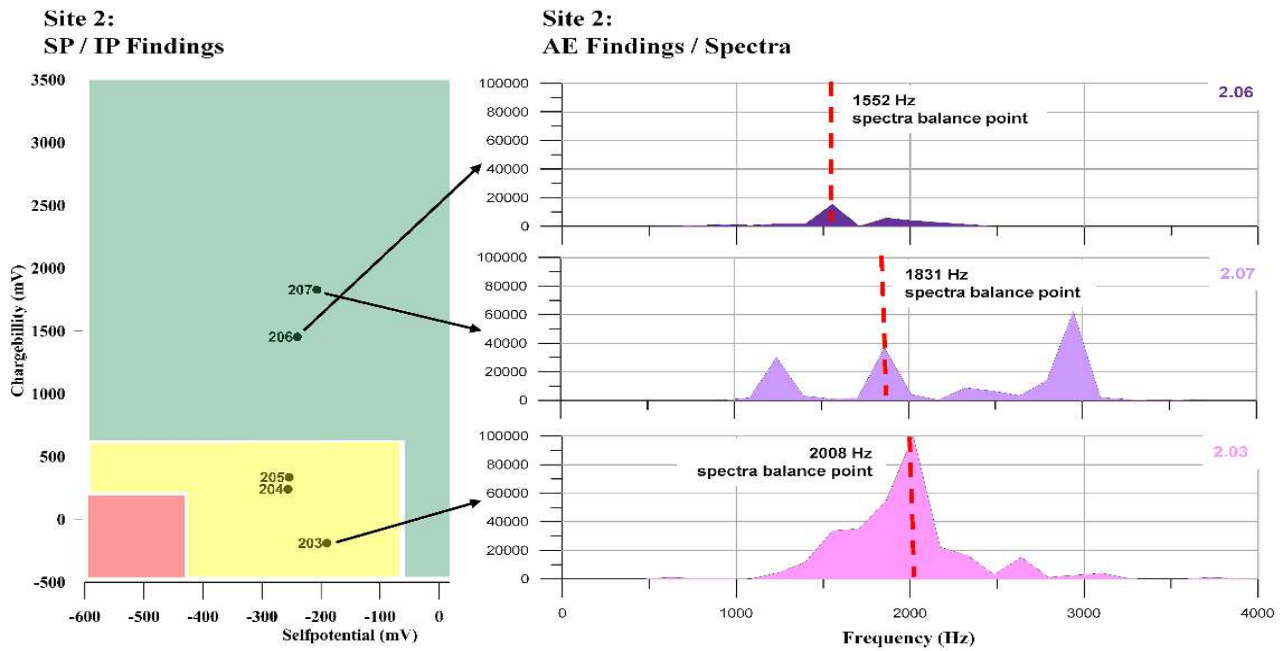 Site 2:
SP / IP Findings
3500
3000
2500
2000
1500
1000
500
0
-500
Chargebillity (mV)
207
206
205
204
203
-600 -500 -400 -300 -200 -100 0
Selfpotential (mV)
Site 2:
AE Findings / Spectra
100000
80000
60000
40000
20000
0
1552 Hz
spectra balance point
2.06
100000
80000
60000
40000
20000
0
1831 Hz
spectra balance point
2.07
100000
80000
60000
40000
20000
0
2008 Hz
spectra balance point
2.03
0 1000 2000 3000 4000
Frequency (Hz)